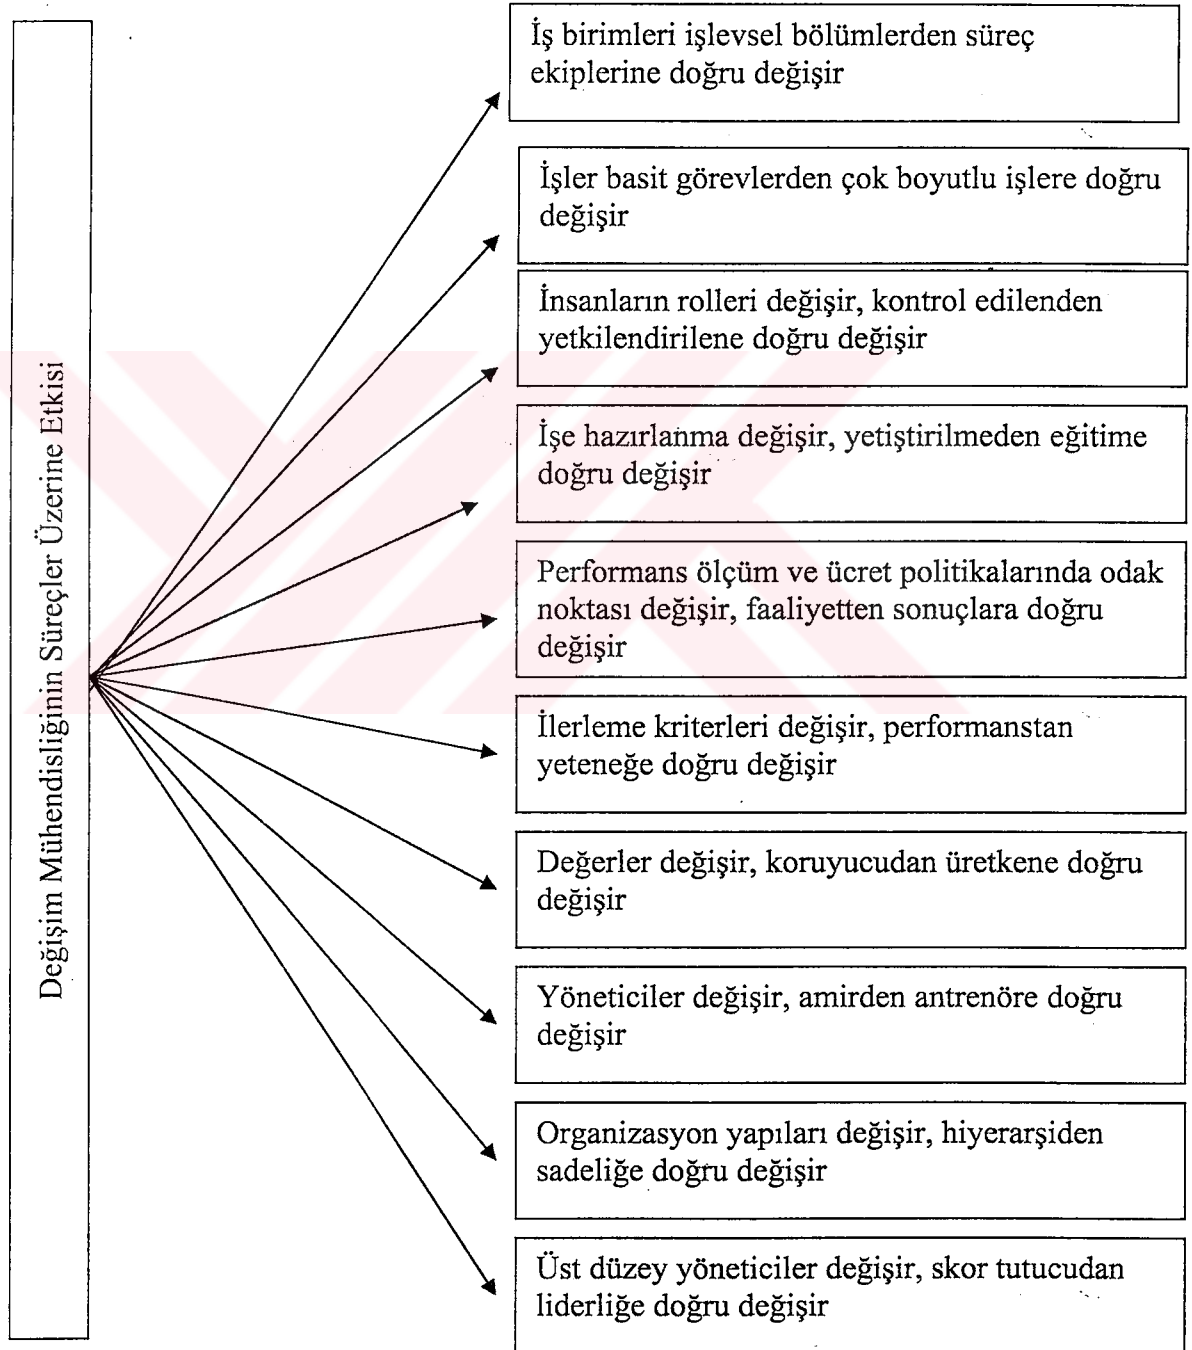 Değişim Mühendisliğinin Süreçler Üzerine Etkisi
İş birimleri işlevsel bölümlerden süreç
ekiplerine doğru değişir
İşler basit görevlerden çok boyutlu işlere doğru
değişir
İnsanların rolleri değişir, kontrol edilenden
yetkilendirilene doğru değişir
İşe hazırlanma değişir, yetiştirilmeden eğitime
doğru değişir
Performans ölçüm ve ücret politikalarında odak
noktası değişir, faaliyetten sonuçlara doğru
değişir
İlerleme kriterleri değişir, performanstan
yeteneğe doğru değişir
Değerler değişir, koruyucudan üretkene doğru
değişir
Yöneticiler değişir, amirden antrenöre doğru
değişir
Organizasyon yapıları değişir, hiyerarşiden
sadeliğe doğru değişir
Üst düzey yöneticiler değişir, skor tutucudan
liderliğe doğru değişir